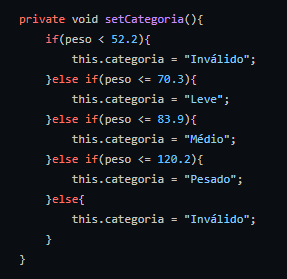 private void setCategoria(){
    if(peso < 52.2){
        this.categoria = "Inválido";
    }else if(peso <= 70.3){
        this.categoria = "Leve";
    }else if(peso <= 83.9){
        this.categoria = "Médio";
    }else if(peso <= 120.2){
        this.categoria = "Pesado";
    }else{
        this.categoria = "Inválido";
    }
}